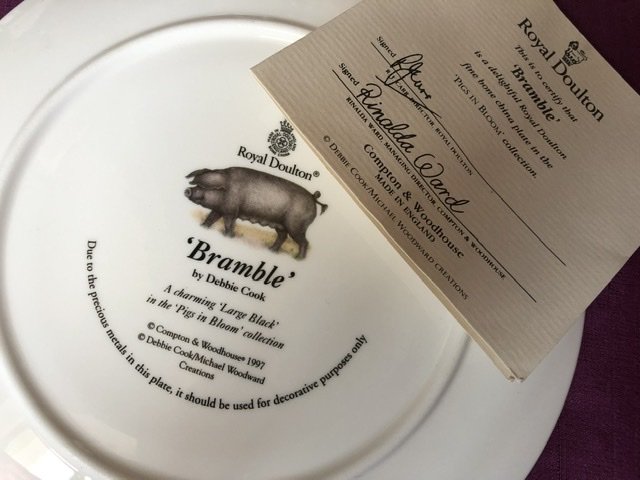 Royal Doulton®
'Bramble'
by Debbie Cook
A charming 'Large Black'
in the 'Pigs in Bloom' collection
© Compton & Woodhouse® 1997
© Debbie Cook/Michael Woodward
Creations
Due to the precious metals in this plate, it should be used for decorative purposes only
Royal Doulton
This is to certify that
'Bramble'
is a delightful Royal Doulton
fine bone china plate in the
'PIGS IN BLOOM' collection.
Signed
DIRECTOR, ROYAL DOULTON
Signed Rinalda Ward
RINALDA WARD, MANAGING DIRECTOR, COMPTON & WOODHOUSE
Compton & Woodhouse
MADE IN ENGLAND
© DEBBIE COOK/MICHAEL WOODWARD CREATIONS